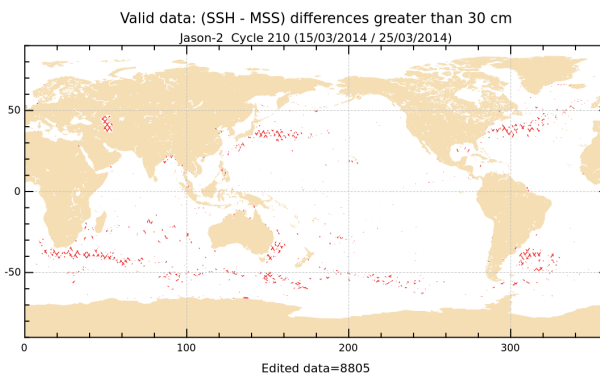 Valid data: (SSH - MSS) differences greater than 30 cm
Jason-2 Cycle 210 (15/03/2014 / 25/03/2014)
50
0
-50
0 100 200 300
Edited data=8805